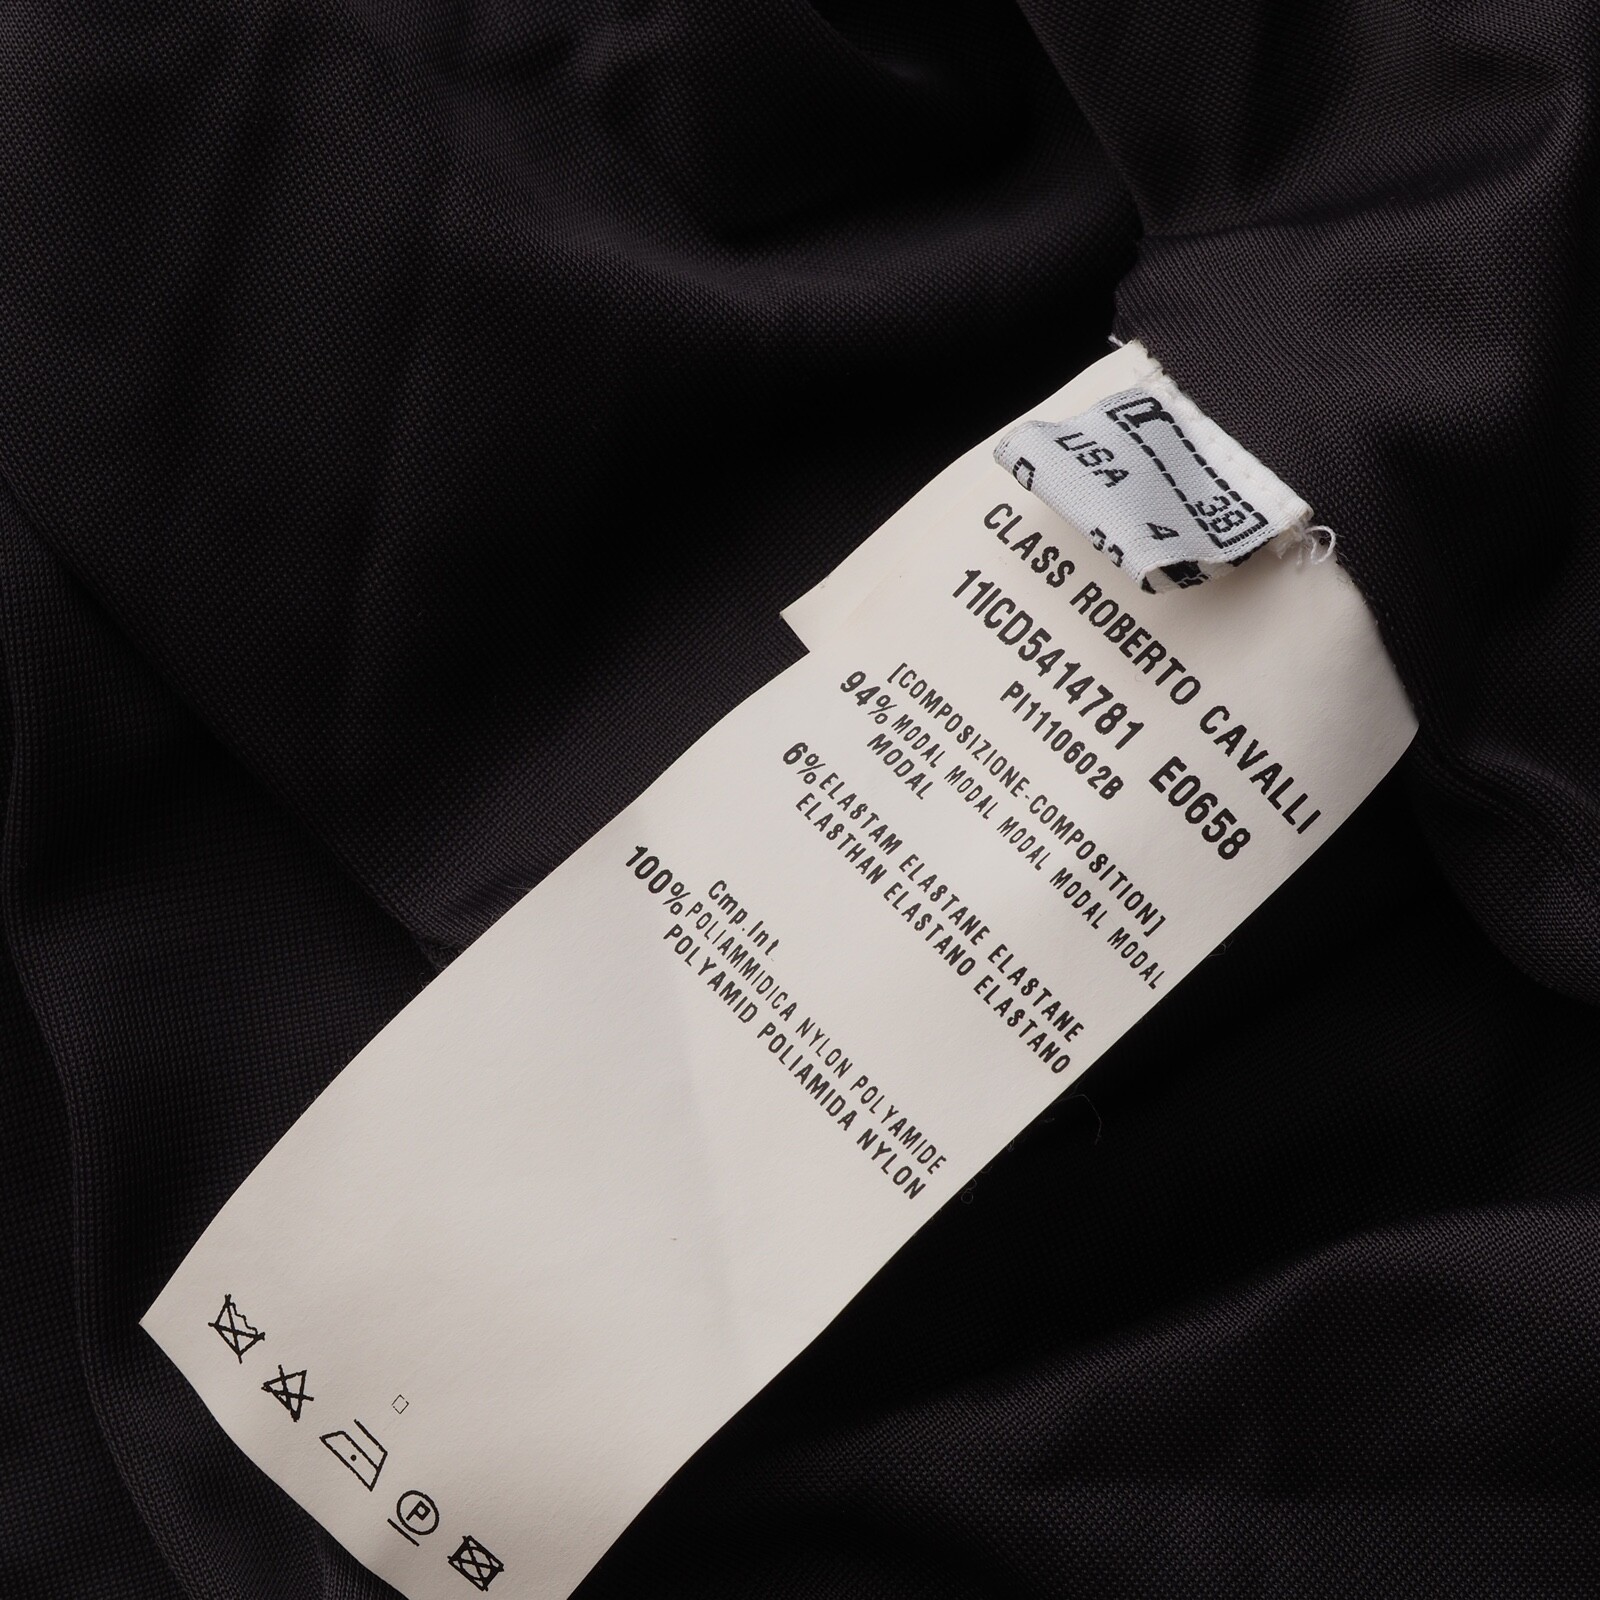 I 38
USA 4
D
CLASS ROBERTO CAVALLI
11ICD5414781 E0658
PI1110602B
[COMPOSIZIONE-COMPOSITION]
94% MODAL MODAL MODAL MODAL MODAL
MODAL
6% ELASTAM ELASTANE ELASTANE
ELASTHAN ELASTANO ELASTANO
Cmp.Int
100% POLIAMMIDICA NYLON POLYAMIDE
POLYAMID POLIAMIDA NYLON
P